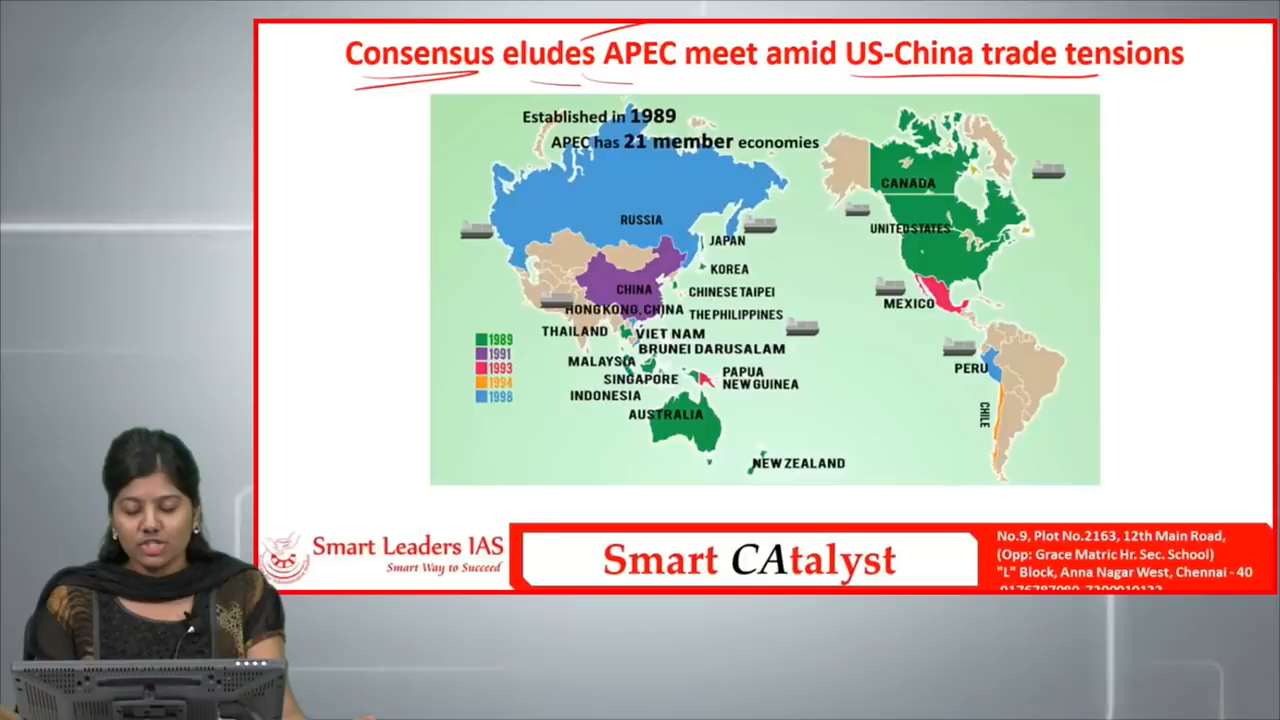 Consensus eludes APEC meet amid US-China trade tensions
Established in 1989
APEC has 21 member economies
CANADA
RUSSIA
UNITED STATES
JAPAN
KOREA
CHINA
CHINESE TAIPEI
MEXICO
HONG KONG, CHINA
THE PHILIPPINES
THAILAND
VIET NAM
1989
BRUNEI DARUSALAM
1991
MALAYSIA
1993
PERU
PAPUA
NEW GUINEA
SINGAPORE
1994
INDONESIA
1998
AUSTRALIA
CHILE
NEW ZEALAND
Smart Leaders IAS
Smart Way to Succeed
Smart CAtalyst
No.9, Plot No.2163, 12th Main Road,
(Opp: Grace Matric Hr. Sec. School)
"L" Block, Anna Nagar West, Chennai - 40